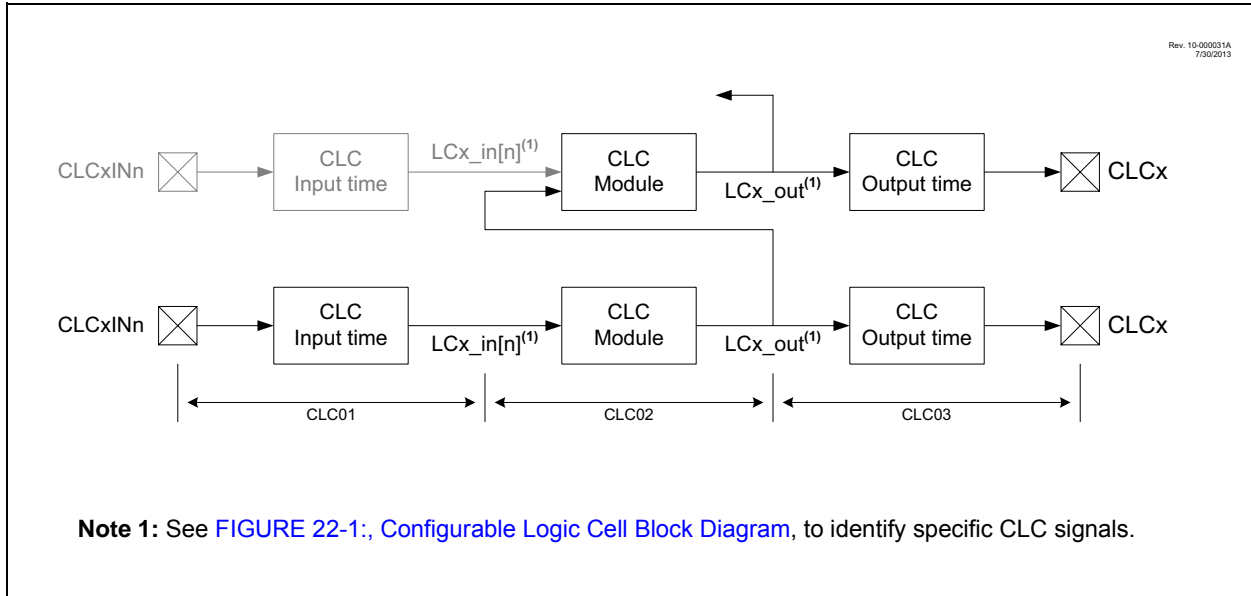 Rev. 10-000031A
7/30/2013
CLCxINn
CLC
Input time
LCx_in[n](1)
CLC
Module
LCx_out(1)
CLC
Output time
CLCx
CLCxINn
CLC
Input time
LCx_in[n](1)
CLC
Module
LCx_out(1)
CLC
Output time
CLCx
CLC01
CLC02
CLC03
Note 1: See FIGURE 22-1:, Configurable Logic Cell Block Diagram, to identify specific CLC signals.